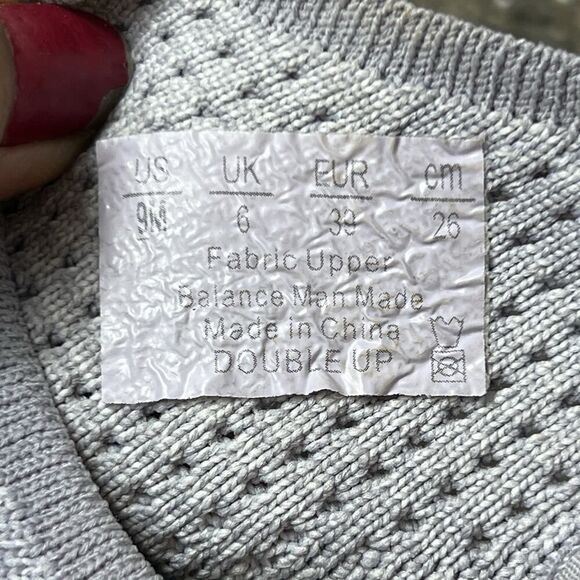 US UK EUR cm
9M 6 39 26
Fabric Upper
Balance Man Made
Made in China
DOUBLE UP